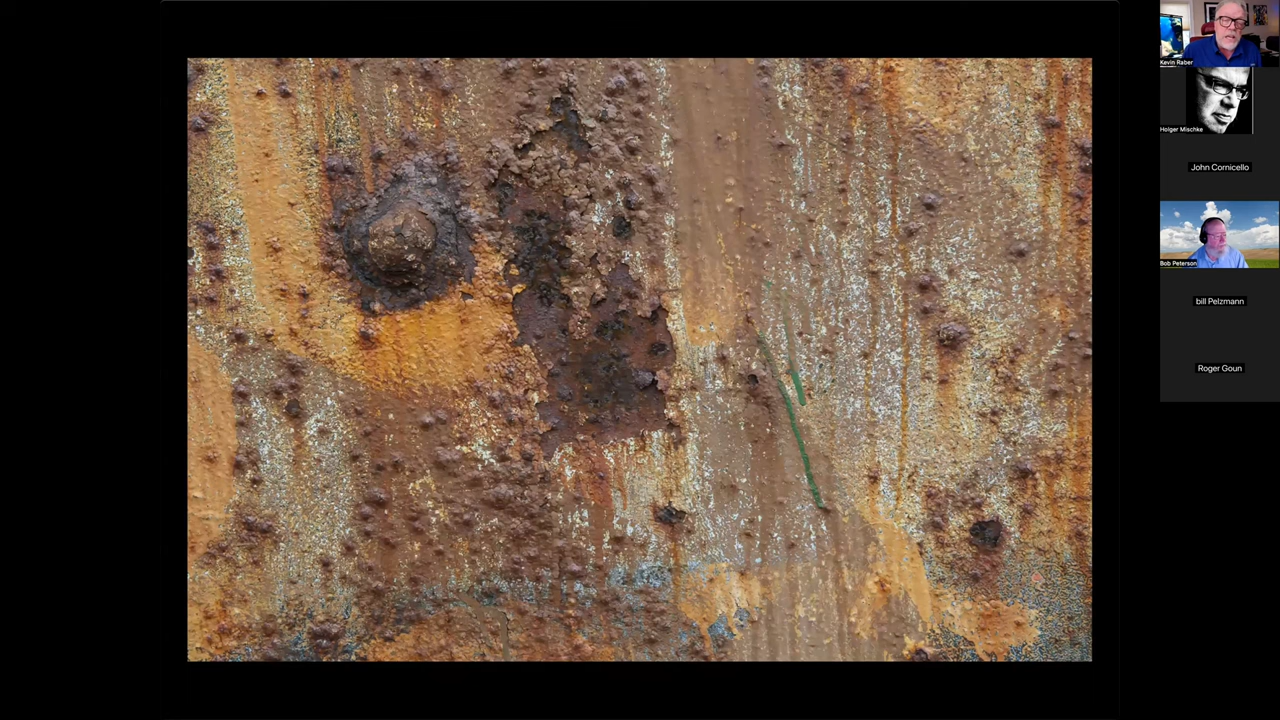 Kevin Raber
Holger Mischke
John Cornicello
Bob Peterson
bill Pelzmann
Roger Goun